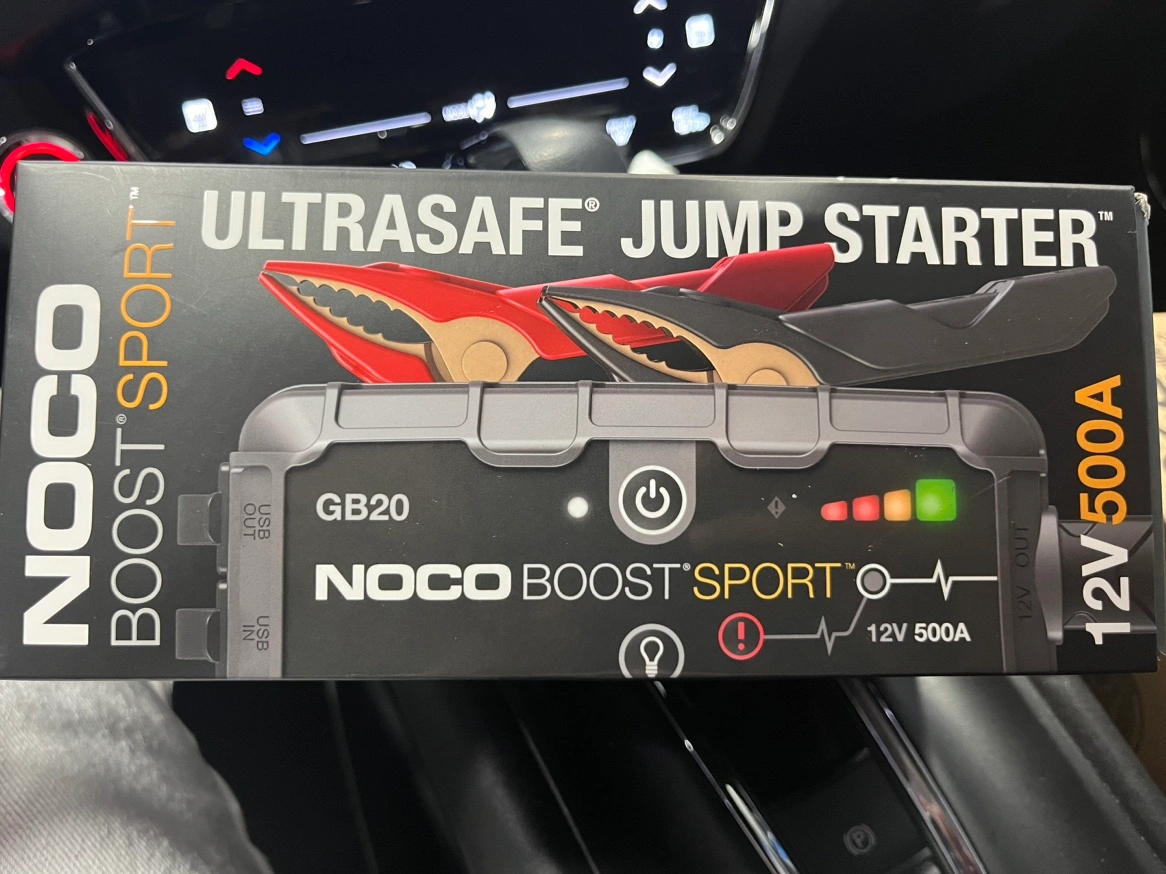 ULTRASAFE® JUMP STARTER™
NOCO
BOOST® SPORT™
12V 500A
GB20
USB OUT
USB IN
12V OUT
NOCO BOOST® SPORT™
12V 500A